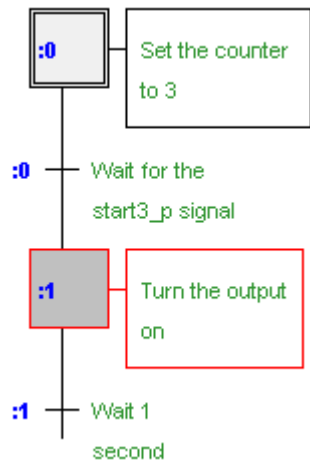 :0
Set the counter
to 3
:0
Wait for the
start3_p signal
:1
Turn the output
on
:1
Wait 1
second